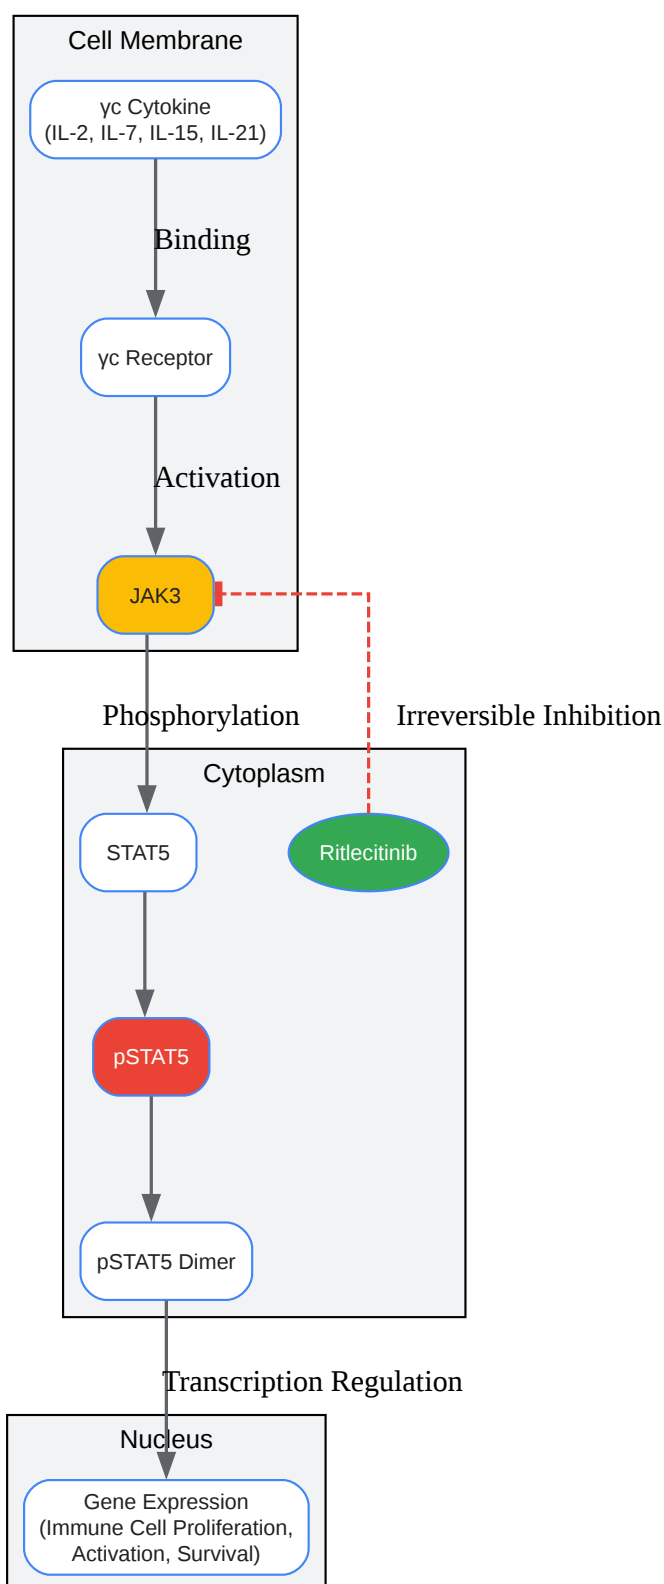 Cell Membrane
γc Cytokine
(IL-2, IL-7, IL-15, IL-21)
Binding
γc Receptor
Activation
JAK3
Phosphorylation
Irreversible Inhibition
Cytoplasm
STAT5
Ritlecitinib
pSTAT5
pSTAT5 Dimer
Transcription Regulation
Nucleus
Gene Expression
(Immune Cell Proliferation,
Activation, Survival)